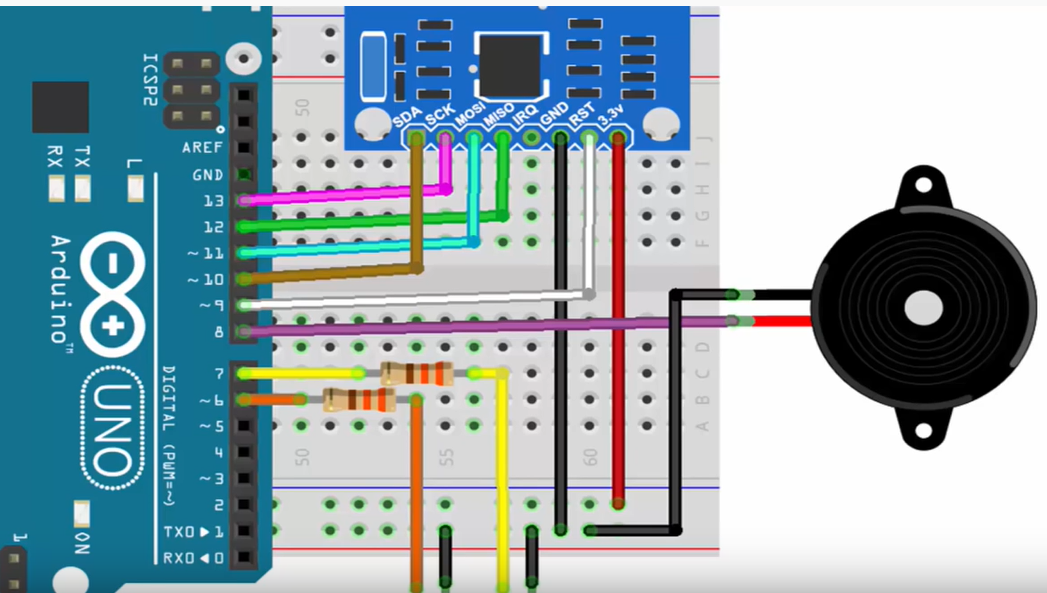 ICSP2
L
TX
RX
AREF
GND
13
12
~11
~10
~9
8
7
~6
~5
4
~3
2
TX0▶1
RX0◀0
DIGITAL (PWM=~)
Arduino™
UNO
ON
1
SDA
SCK
MOSI
MISO
IRQ
GND
RST
3,3v
50
J
I
H
G
F
D
C
B
A
50
55
60